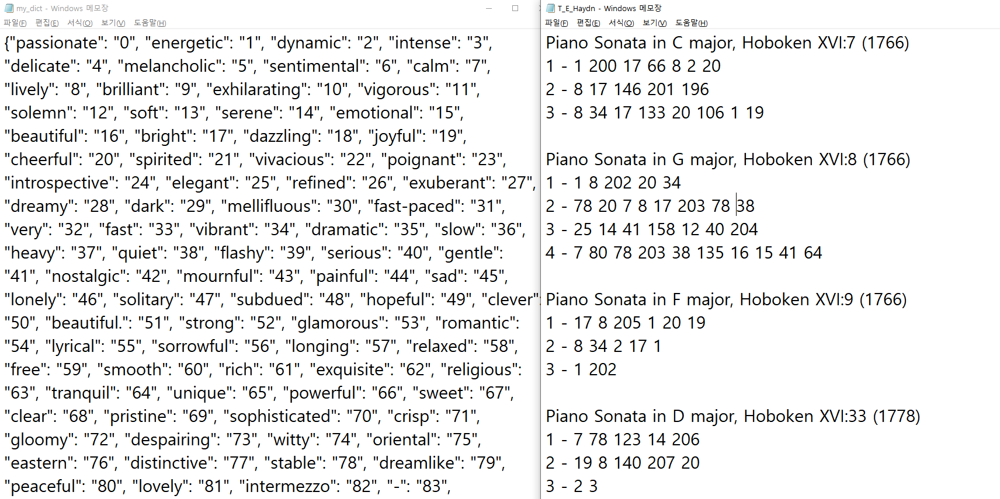 my_dict - Windows 메모장
파일(F) 편집(E) 서식(O) 보기(V) 도움말(H)
{"passionate": "0", "energetic": "1", "dynamic": "2", "intense": "3",
"delicate": "4", "melancholic": "5", "sentimental": "6", "calm": "7",
"lively": "8", "brilliant": "9", "exhilarating": "10", "vigorous": "11",
"solemn": "12", "soft": "13", "serene": "14", "emotional": "15",
"beautiful": "16", "bright": "17", "dazzling": "18", "joyful": "19",
"cheerful": "20", "spirited": "21", "vivacious": "22", "poignant": "23",
"introspective": "24", "elegant": "25", "refined": "26", "exuberant": "27",
"dreamy": "28", "dark": "29", "mellifluous": "30", "fast-paced": "31",
"very": "32", "fast": "33", "vibrant": "34", "dramatic": "35", "slow": "36",
"heavy": "37", "quiet": "38", "flashy": "39", "serious": "40", "gentle":
"41", "nostalgic": "42", "mournful": "43", "painful": "44", "sad": "45",
"lonely": "46", "solitary": "47", "subdued": "48", "hopeful": "49", "clever":
"50", "beautiful.": "51", "strong": "52", "glamorous": "53", "romantic":
"54", "lyrical": "55", "sorrowful": "56", "longing": "57", "relaxed": "58",
"free": "59", "smooth": "60", "rich": "61", "exquisite": "62", "religious":
"63", "tranquil": "64", "unique": "65", "powerful": "66", "sweet": "67",
"clear": "68", "pristine": "69", "sophisticated": "70", "crisp": "71",
"gloomy": "72", "despairing": "73", "witty": "74", "oriental": "75",
"eastern": "76", "distinctive": "77", "stable": "78", "dreamlike": "79",
"peaceful": "80", "lovely": "81", "intermezzo": "82", "-": "83",
T_E_Haydn - Windows 메모장
파일(F) 편집(E) 서식(O) 보기(V) 도움말(H)
Piano Sonata in C major, Hoboken XVI:7 (1766)
1 - 1 200 17 66 8 2 20
2 - 8 17 146 201 196
3 - 8 34 17 133 20 106 1 19
Piano Sonata in G major, Hoboken XVI:8 (1766)
1 - 1 8 202 20 34
2 - 78 20 7 8 17 203 78 38
3 - 25 14 41 158 12 40 204
4 - 7 80 78 203 38 135 16 15 41 64
Piano Sonata in F major, Hoboken XVI:9 (1766)
1 - 17 8 205 1 20 19
2 - 8 34 2 17 1
3 - 1 202
Piano Sonata in D major, Hoboken XVI:33 (1778)
1 - 7 78 123 14 206
2 - 19 8 140 207 20
3 - 2 3